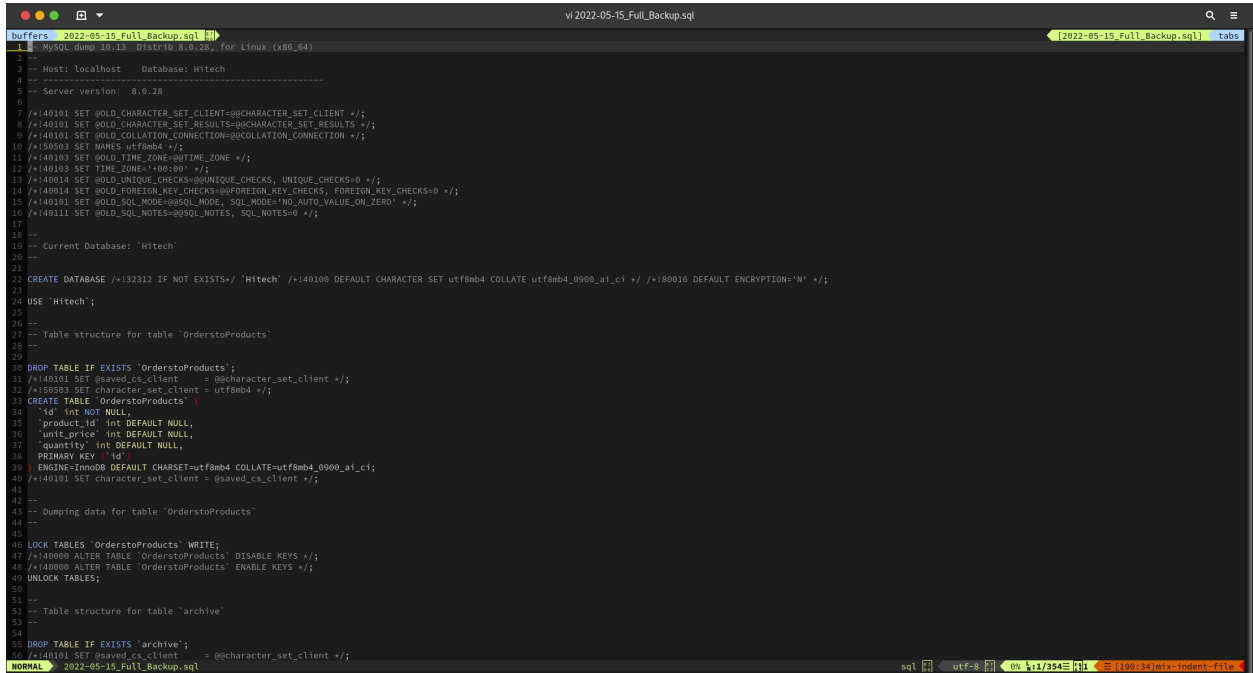 vi 2022-05-15_Full_Backup.sql
buffers 2022-05-15_Full_Backup.sql [2022-05-15_Full_Backup.sql] tabs
1 -- MySQL dump 10.13  Distrib 8.0.28, for Linux (x86_64)
2 --
3 -- Host: localhost    Database: Hitech
4 -- ------------------------------------------------------
5 -- Server version|  8.0.28
6
7 /*!40101 SET @OLD_CHARACTER_SET_CLIENT=@@CHARACTER_SET_CLIENT */;
8 /*!40101 SET @OLD_CHARACTER_SET_RESULTS=@@CHARACTER_SET_RESULTS */;
9 /*!40101 SET @OLD_COLLATION_CONNECTION=@@COLLATION_CONNECTION */;
10 /*!50503 SET NAMES utf8mb4 */;
11 /*!40103 SET @OLD_TIME_ZONE=@@TIME_ZONE */;
12 /*!40103 SET TIME_ZONE='+00:00' */;
13 /*!40014 SET @OLD_UNIQUE_CHECKS=@@UNIQUE_CHECKS, UNIQUE_CHECKS=0 */;
14 /*!40014 SET @OLD_FOREIGN_KEY_CHECKS=@@FOREIGN_KEY_CHECKS, FOREIGN_KEY_CHECKS=0 */;
15 /*!40101 SET @OLD_SQL_MODE=@@SQL_MODE, SQL_MODE='NO_AUTO_VALUE_ON_ZERO' */;
16 /*!40111 SET @OLD_SQL_NOTES=@@SQL_NOTES, SQL_NOTES=0 */;
17
18 --
19 -- Current Database: `Hitech`
20 --
21
22 CREATE DATABASE /*!32312 IF NOT EXISTS*/ `Hitech` /*!40100 DEFAULT CHARACTER SET utf8mb4 COLLATE utf8mb4_0900_ai_ci */ /*!80016 DEFAULT ENCRYPTION='N' */;
23
24 USE `Hitech`;
25
26 --
27 -- Table structure for table `OrderstoProducts`
28 --
29
30 DROP TABLE IF EXISTS `OrderstoProducts`;
31 /*!40101 SET @saved_cs_client     = @@character_set_client */;
32 /*!50503 SET character_set_client = utf8mb4 */;
33 CREATE TABLE `OrderstoProducts` (
34   `id` int NOT NULL,
35   `product_id` int DEFAULT NULL,
36   `unit_price` int DEFAULT NULL,
37   `quantity` int DEFAULT NULL,
38   PRIMARY KEY (`id`)
39 ) ENGINE=InnoDB DEFAULT CHARSET=utf8mb4 COLLATE=utf8mb4_0900_ai_ci;
40 /*!40101 SET character_set_client = @saved_cs_client */;
41
42 --
43 -- Dumping data for table `OrderstoProducts`
44 --
45
46 LOCK TABLES `OrderstoProducts` WRITE;
47 /*!40000 ALTER TABLE `OrderstoProducts` DISABLE KEYS */;
48 /*!40000 ALTER TABLE `OrderstoProducts` ENABLE KEYS */;
49 UNLOCK TABLES;
50
51 --
52 -- Table structure for table `archive`
53 --
54
55 DROP TABLE IF EXISTS `archive`;
56 /*!40101 SET @saved_cs_client     = @@character_set_client */;
NORMAL 2022-05-15_Full_Backup.sql sql utf-8 0% :1/354 :1 [190:34]mix-indent-file